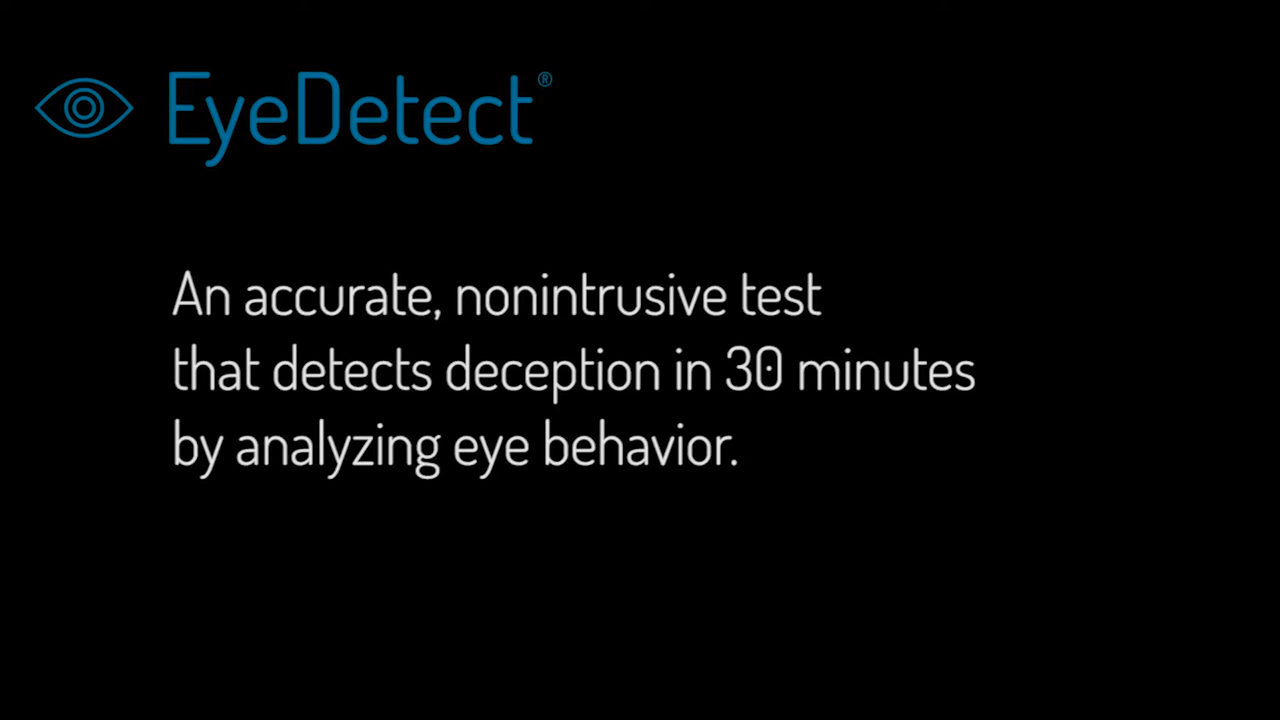 EyeDetect®
An accurate, nonintrusive test
that detects deception in 30 minutes
by analyzing eye behavior.